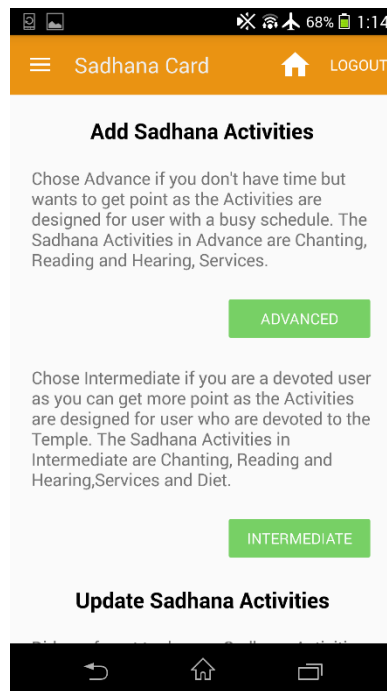 68% 1:14
Sadhana Card LOGOUT
Add Sadhana Activities
Chose Advance if you don't have time but
wants to get point as the Activities are
designed for user with a busy schedule. The
Sadhana Activities in Advance are Chanting,
Reading and Hearing, Services.
ADVANCED
Chose Intermediate if you are a devoted user
as you can get more point as the Activities
are designed for user who are devoted to the
Temple. The Sadhana Activities in
Intermediate are Chanting, Reading and
Hearing,Services and Diet.
INTERMEDIATE
Update Sadhana Activities